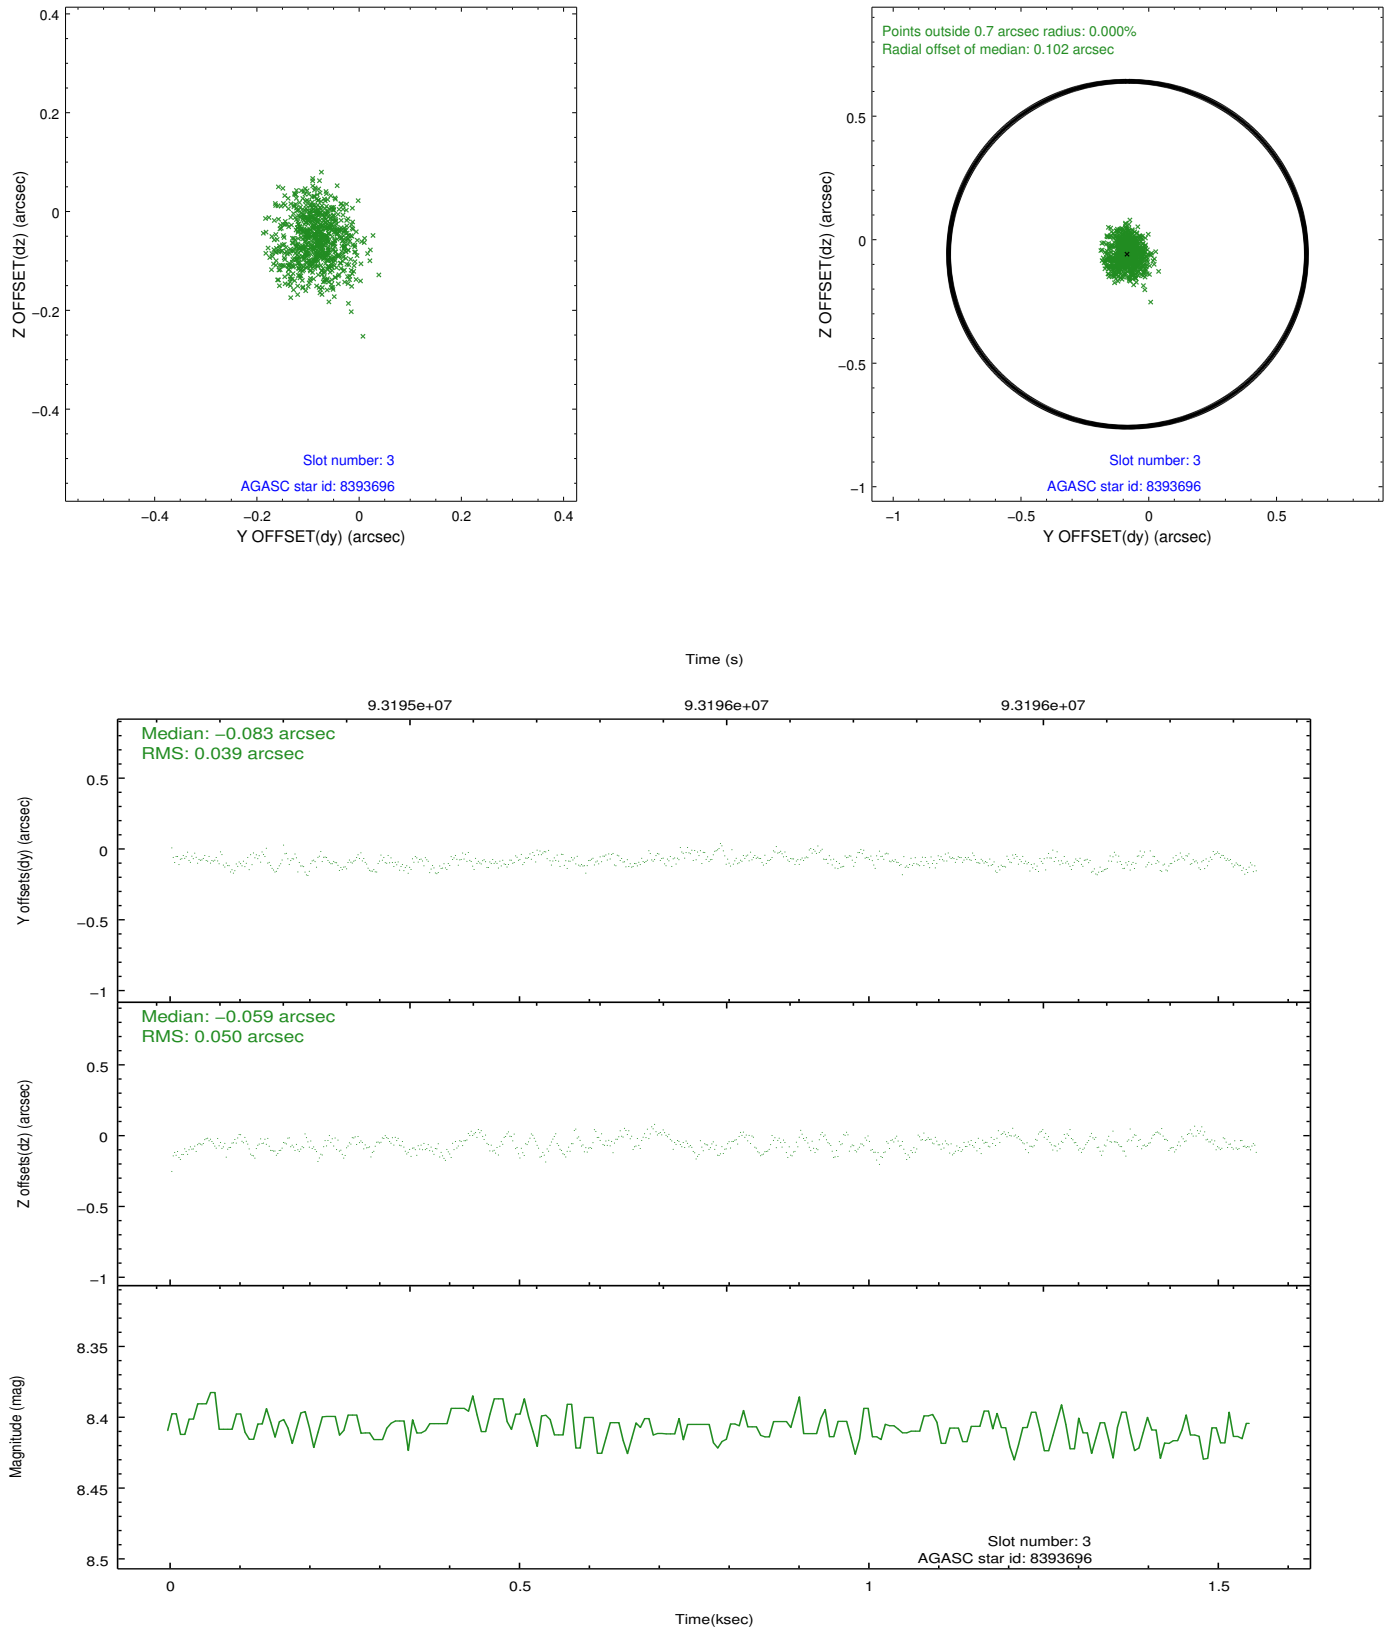 0.4
0.2
0
−0.2
−0.4
Z OFFSET(dz) (arcsec)
Slot number: 3
AGASC star id: 8393696
−0.4
−0.2
0
0.2
0.4
Y OFFSET(dy) (arcsec)
Points outside 0.7 arcsec radius: 0.000%
Radial offset of median: 0.102 arcsec
0.5
0
−0.5
−1
Z OFFSET(dz) (arcsec)
Slot number: 3
AGASC star id: 8393696
−1
−0.5
0
0.5
Y OFFSET(dy) (arcsec)
Time (s)
9.3195e+07
9.3196e+07
9.3196e+07
Median: −0.083 arcsec
RMS: 0.039 arcsec
0.5
0
−0.5
−1
Y offsets(dy) (arcsec)
Median: −0.059 arcsec
RMS: 0.050 arcsec
0.5
0
−0.5
−1
Z offsets(dz) (arcsec)
8.35
8.4
8.45
8.5
Magnitude (mag)
Slot number: 3
AGASC star id: 8393696
0
0.5
1
1.5
Time(ksec)